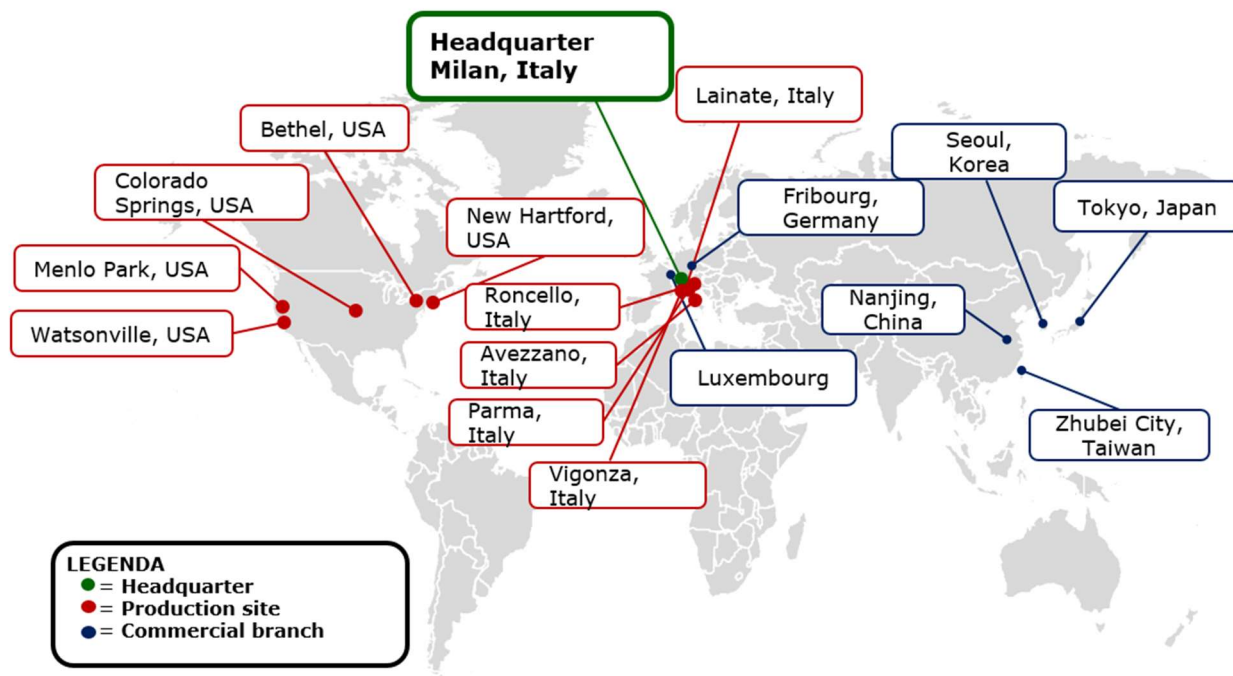 Headquarter
Milan, Italy
Lainate, Italy
Bethel, USA
Seoul,
Korea
Colorado
Springs, USA
Fribourg,
Germany
New Hartford,
USA
Tokyo, Japan
Menlo Park, USA
Roncello,
Italy
Nanjing,
China
Watsonville, USA
Avezzano,
Italy
Luxembourg
Parma,
Italy
Zhubei City,
Taiwan
Vigonza,
Italy
LEGENDA
= Headquarter
= Production site
= Commercial branch